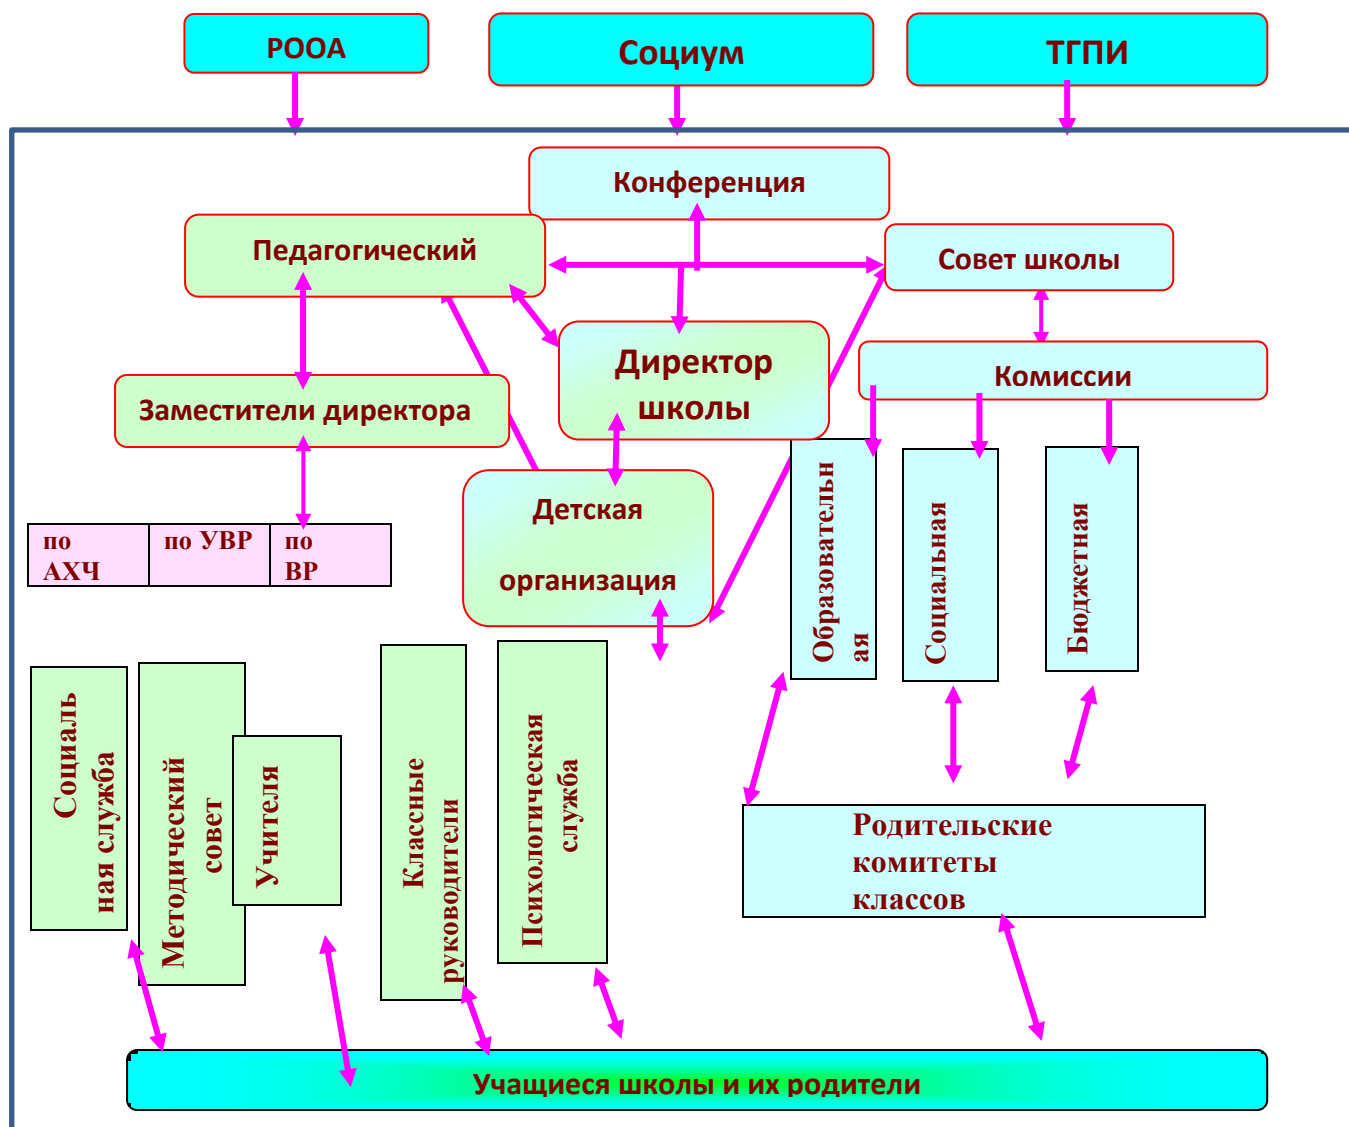 РООА
Социум
ТГПИ
Конференция
Педагогический
Совет школы
Директор
школы
Комиссии
Заместители директора
Детская
организация
по
АХЧ
по УВР
по
ВР
Образовательн
ая
Социальная
Бюджетная
Социаль
ная служба
Методический
совет
Учителя
Классные
руководители
Психологическая
служба
Родительские
комитеты
классов
Учащиеся школы и их родители